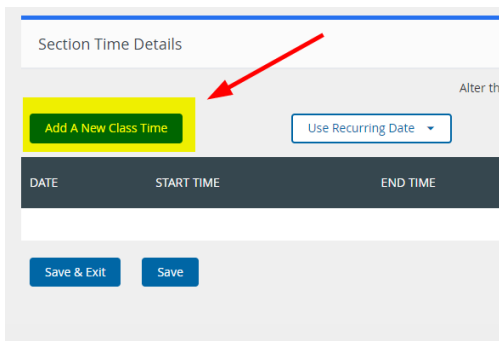 Section Time Details
Alter th
Add A New Class Time
Use Recurring Date
DATE START TIME END TIME
Save & Exit Save